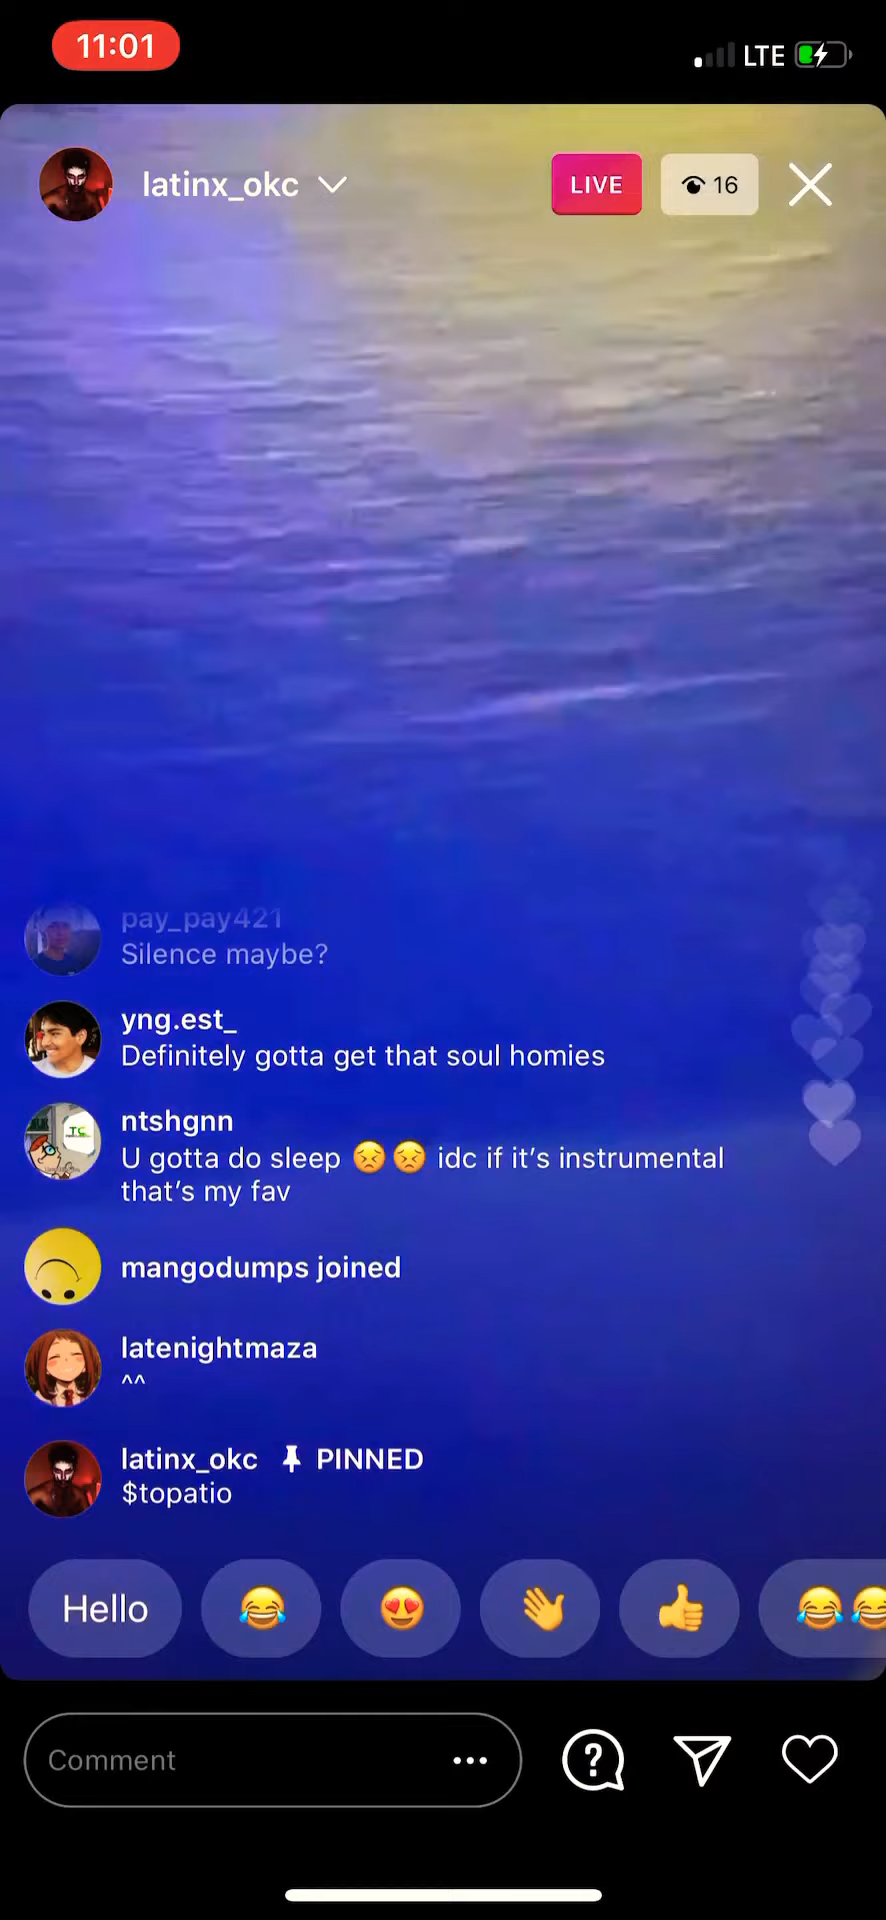 11:01
LTE
latinx_okc
LIVE
16
pay_pay421
Silence maybe?
yng.est_
Definitely gotta get that soul homies
TC
ntshgnn
U gotta do sleep 😣😣 idc if it's instrumental
that's my fav
mangodumps joined
latenightmaza
^^
latinx_okc PINNED
$topatio
Hello
Comment